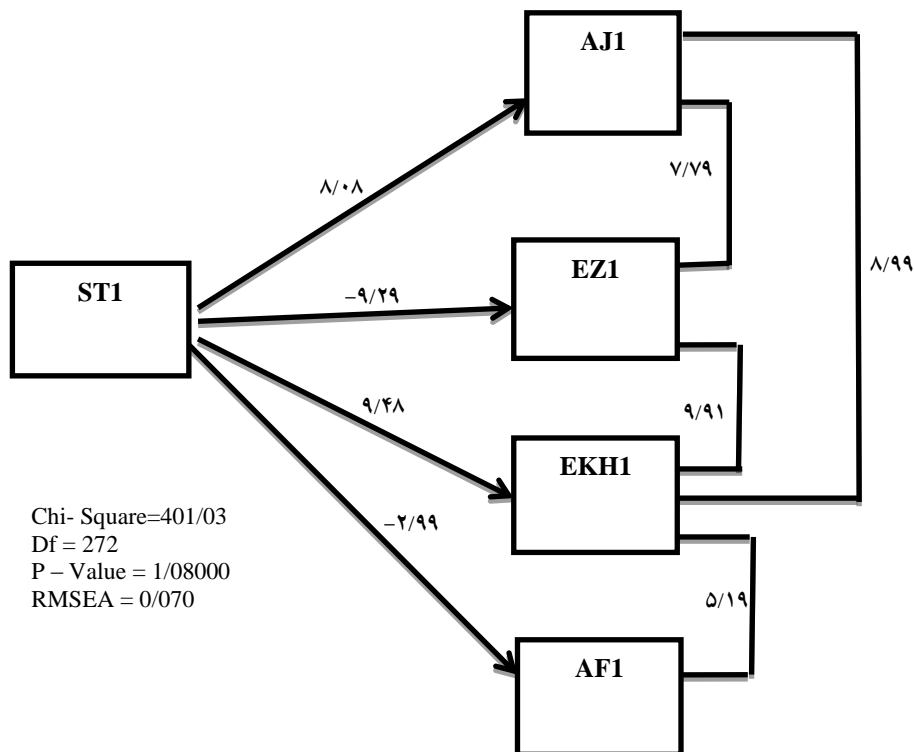 AJ1
۷/۷۹
۸/۰۸
۸/۹۹
ST1
EZ1
−۹/۲۹
۹/۴۸
۹/۹۱
EKH1
Chi- Square=401/03
Df = 272
P – Value = 1/08000
RMSEA = 0/070
−۲/۹۹
۵/۱۹
AF1